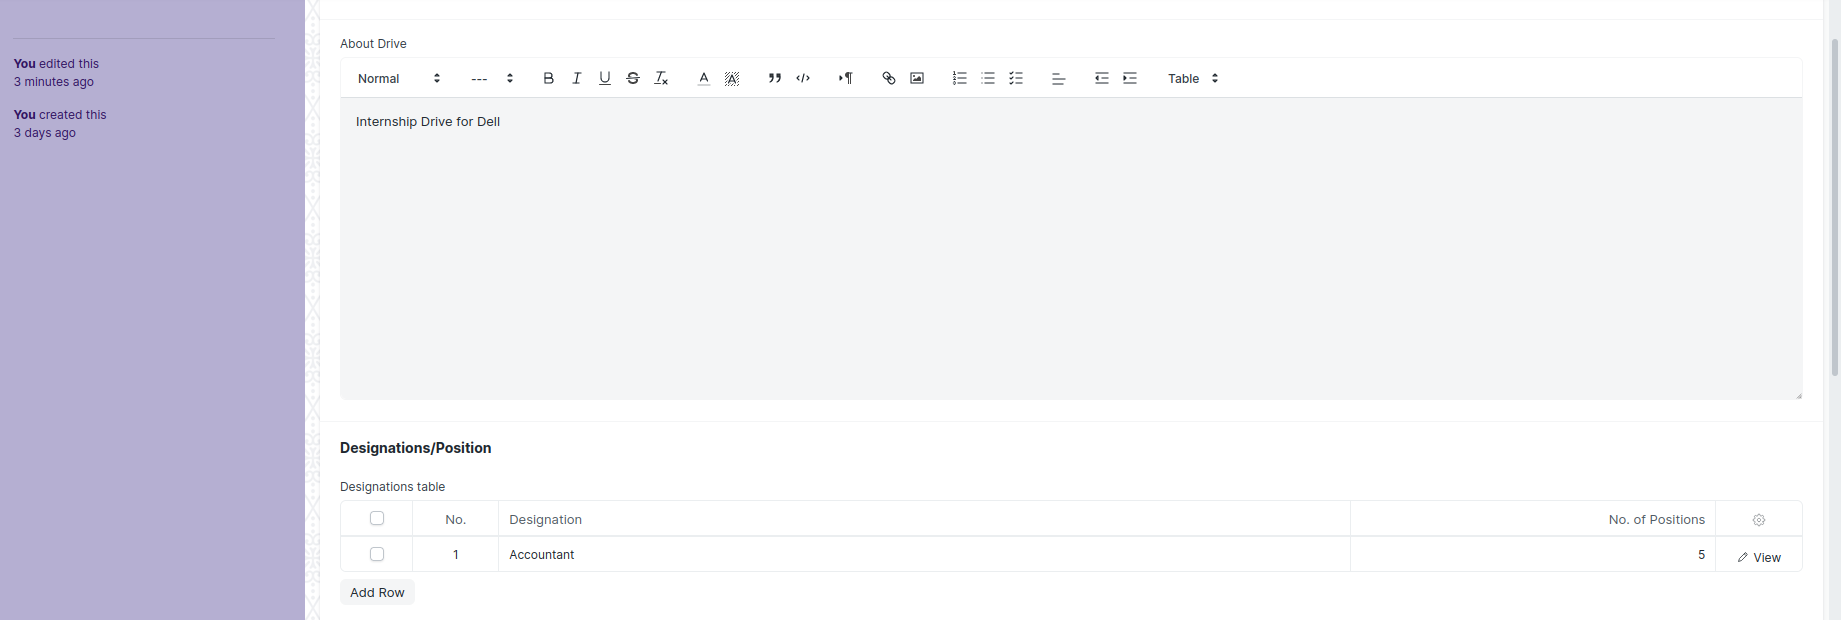 You edited this
3 minutes ago
You created this
3 days ago
About Drive
Normal --- Table
Internship Drive for Dell
Designations/Position
Designations table
No. Designation No. of Positions
1 Accountant 5 View
Add Row